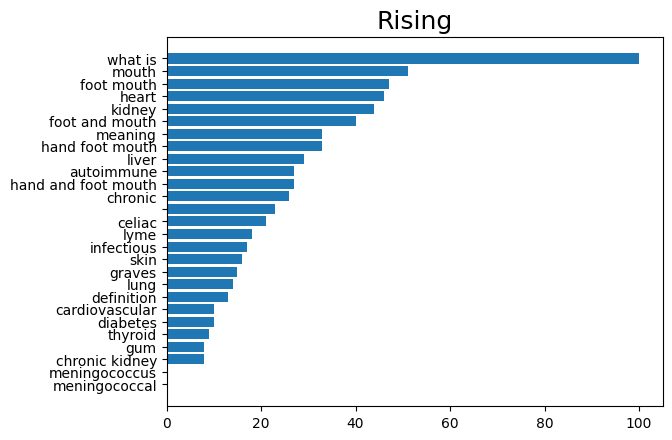 Rising
what is
mouth
foot mouth
heart
kidney
foot and mouth
meaning
hand foot mouth
liver
autoimmune
hand and foot mouth
chronic
celiac
lyme
infectious
skin
graves
lung
definition
cardiovascular
diabetes
thyroid
gum
chronic kidney
meningococcus
meningococcal
0 20 40 60 80 100